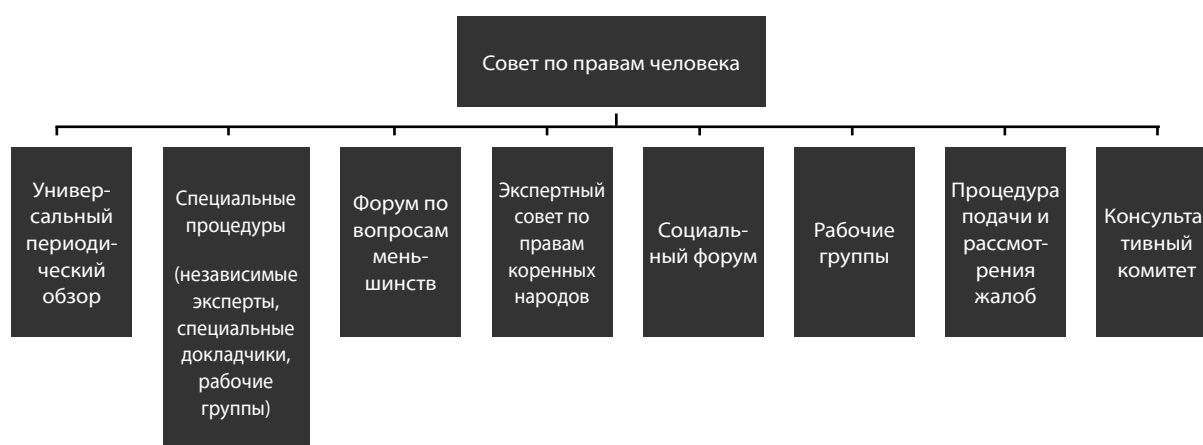 Совет по правам человека
Универ-
сальный
периоди-
ческий
обзор
Специальные
процедуры
(независимые
эксперты,
специальные
докладчики,
рабочие
группы)
Форум по
вопросам
мень-
шинств
Экспертный
совет по
правам
коренных
народов
Социаль-
ный форум
Рабочие
группы
Процедура
подачи и
рассмот-
рения
жалоб
Консульта
тивный
комитет